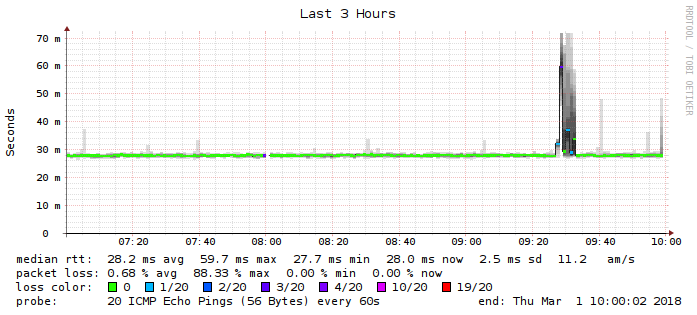 Last 3 Hours
RRDTOOL / TOBI OETIKER
Seconds
70 m
60 m
50 m
40 m
30 m
20 m
10 m
0
07:20 07:40 08:00 08:20 08:40 09:00 09:20 09:40 10:00
median rtt: 28.2 ms avg 59.7 ms max 27.7 ms min 28.0 ms now 2.5 ms sd 11.2 am/s
packet loss: 0.68 % avg 88.33 % max 0.00 % min 0.00 % now
loss color: 0 1/20 2/20 3/20 4/20 10/20 19/20
probe: 20 ICMP Echo Pings (56 Bytes) every 60s end: Thu Mar 1 10:00:02 2018